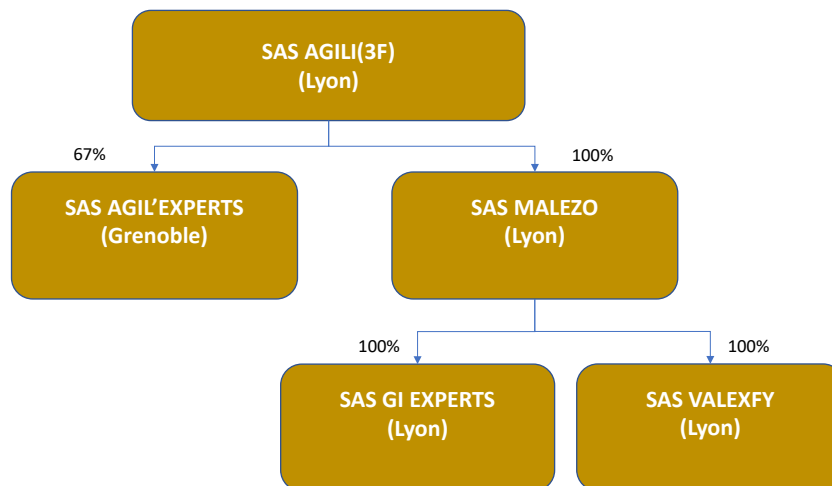 SAS AGILI(3F)
(Lyon)
67%
100%
SAS AGIL’EXPERTS
(Grenoble)
SAS MALEZO
(Lyon)
100%
100%
SAS GI EXPERTS
(Lyon)
SAS VALEXFY
(Lyon)